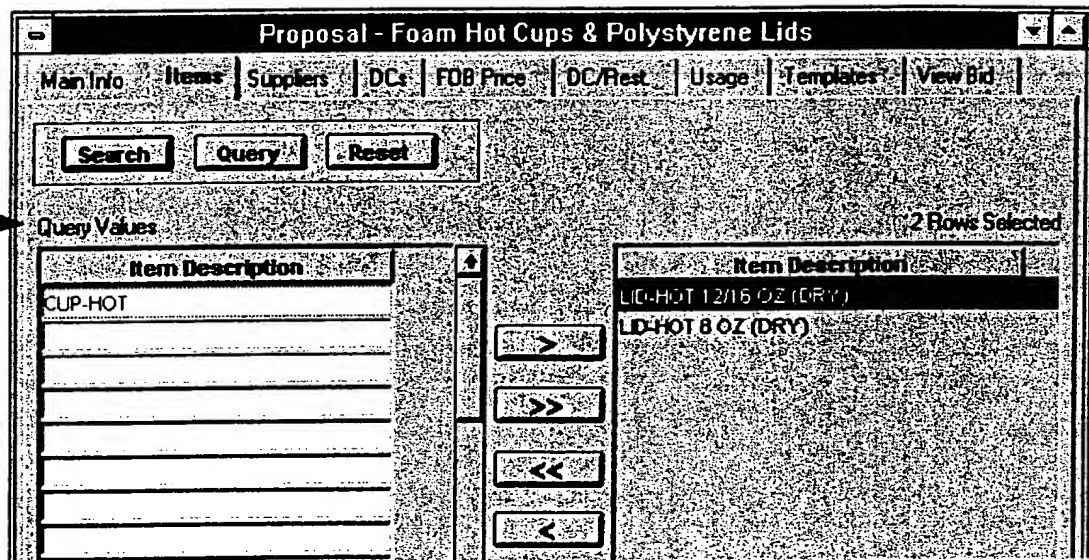 Proposal - Foam Hot Cups & Polystyrene Lids
Main Info Items Suppliers DCs FOB Price DC/Rest Usage Templates View Bid
Search Query Reset
Query Values 2 Rows Selected
Item Description Item Description
CUP-HOT LID-HOT 12/16 OZ (DRY)
LID-HOT 8 OZ (DRY)
>
>>
<<
<